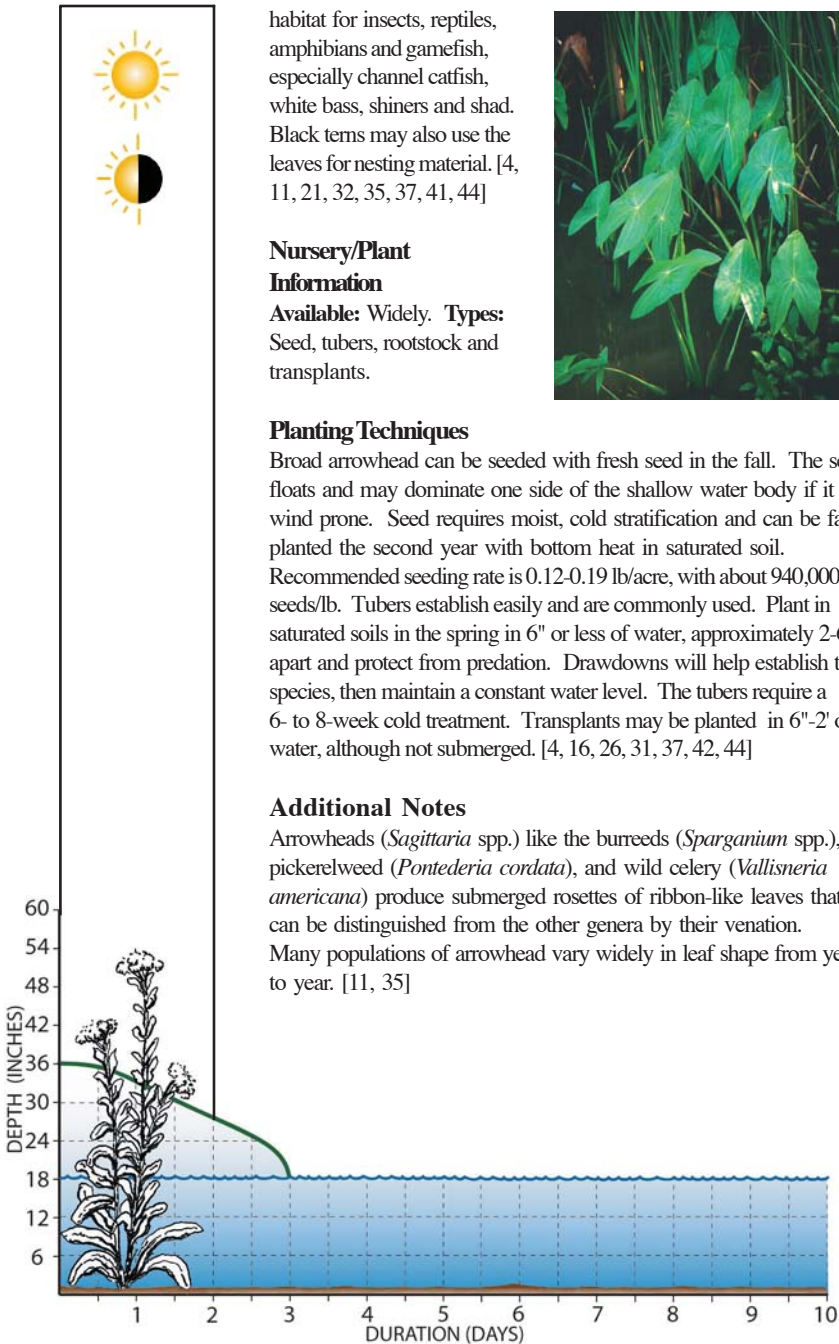 habitat for insects, reptiles,
amphibians and gamefish,
especially channel catfish,
white bass, shiners and shad.
Black terns may also use the
leaves for nesting material. [4,
11, 21, 32, 35, 37, 41, 44]
Nursery/Plant
Information
Available: Widely. Types:
Seed, tubers, rootstock and
transplants.
Planting Techniques
Broad arrowhead can be seeded with fresh seed in the fall. The
floats and may dominate one side of the shallow water body if it
wind prone. Seed requires moist, cold stratification and can be
planted the second year with bottom heat in saturated soil.
Recommended seeding rate is 0.12-0.19 lb/acre, with about 940,000
seeds/lb. Tubers establish easily and are commonly used. Plant in
saturated soils in the spring in 6" or less of water, approximately
apart and protect from predation. Drawdowns will help establish
species, then maintain a constant water level. The tubers require a
6- to 8-week cold treatment. Transplants may be planted in 6"-2'
water, although not submerged. [4, 16, 26, 31, 37, 42, 44]
Additional Notes
Arrowheads (Sagittaria spp.) like the burreeds (Sparganium spp.),
pickerelweed (Pontederia cordata), and wild celery (Vallisneria
americana) produce submerged rosettes of ribbon-like leaves that
can be distinguished from the other genera by their venation.
Many populations of arrowhead vary widely in leaf shape from
to year. [11, 35]
60
54
48
42
36
30
24
18
12
6
DEPTH (INCHES)
1 2 3 4 5 6 7 8 9 10
DURATION (DAYS)